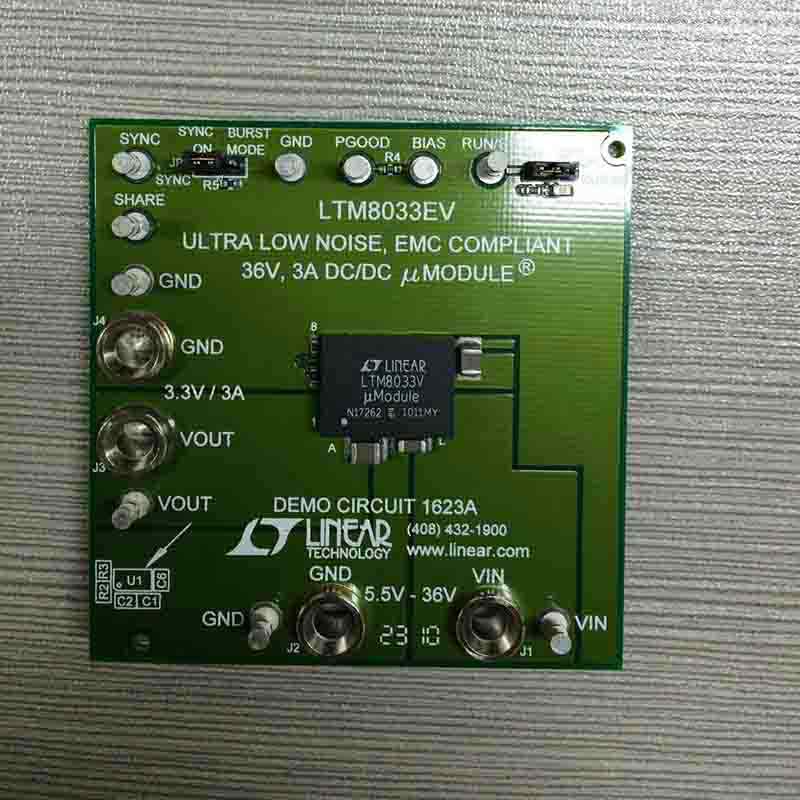 SYNC
SYNC ON
BURST MODE
GND
PGOOD
R4
BIAS
JP
SYNC
R5
SHARE
LTM8033EV
ULTRA LOW NOISE, EMC COMPLIANT
36V, 3A DC/DC µMODULE®
GND
J4
GND
3.3V / 3A
B
LINEAR
LTM8033V
µModule
N17262 1011MY
A
L
VOUT
J3
VOUT
DEMO CIRCUIT 1623A
LINEAR TECHNOLOGY
(408) 432-1900
www.linear.com
R2 R3
U1
C6
C2 C1
GND
5.5V - 36V
VIN
GND
J2
2310
J1
VIN